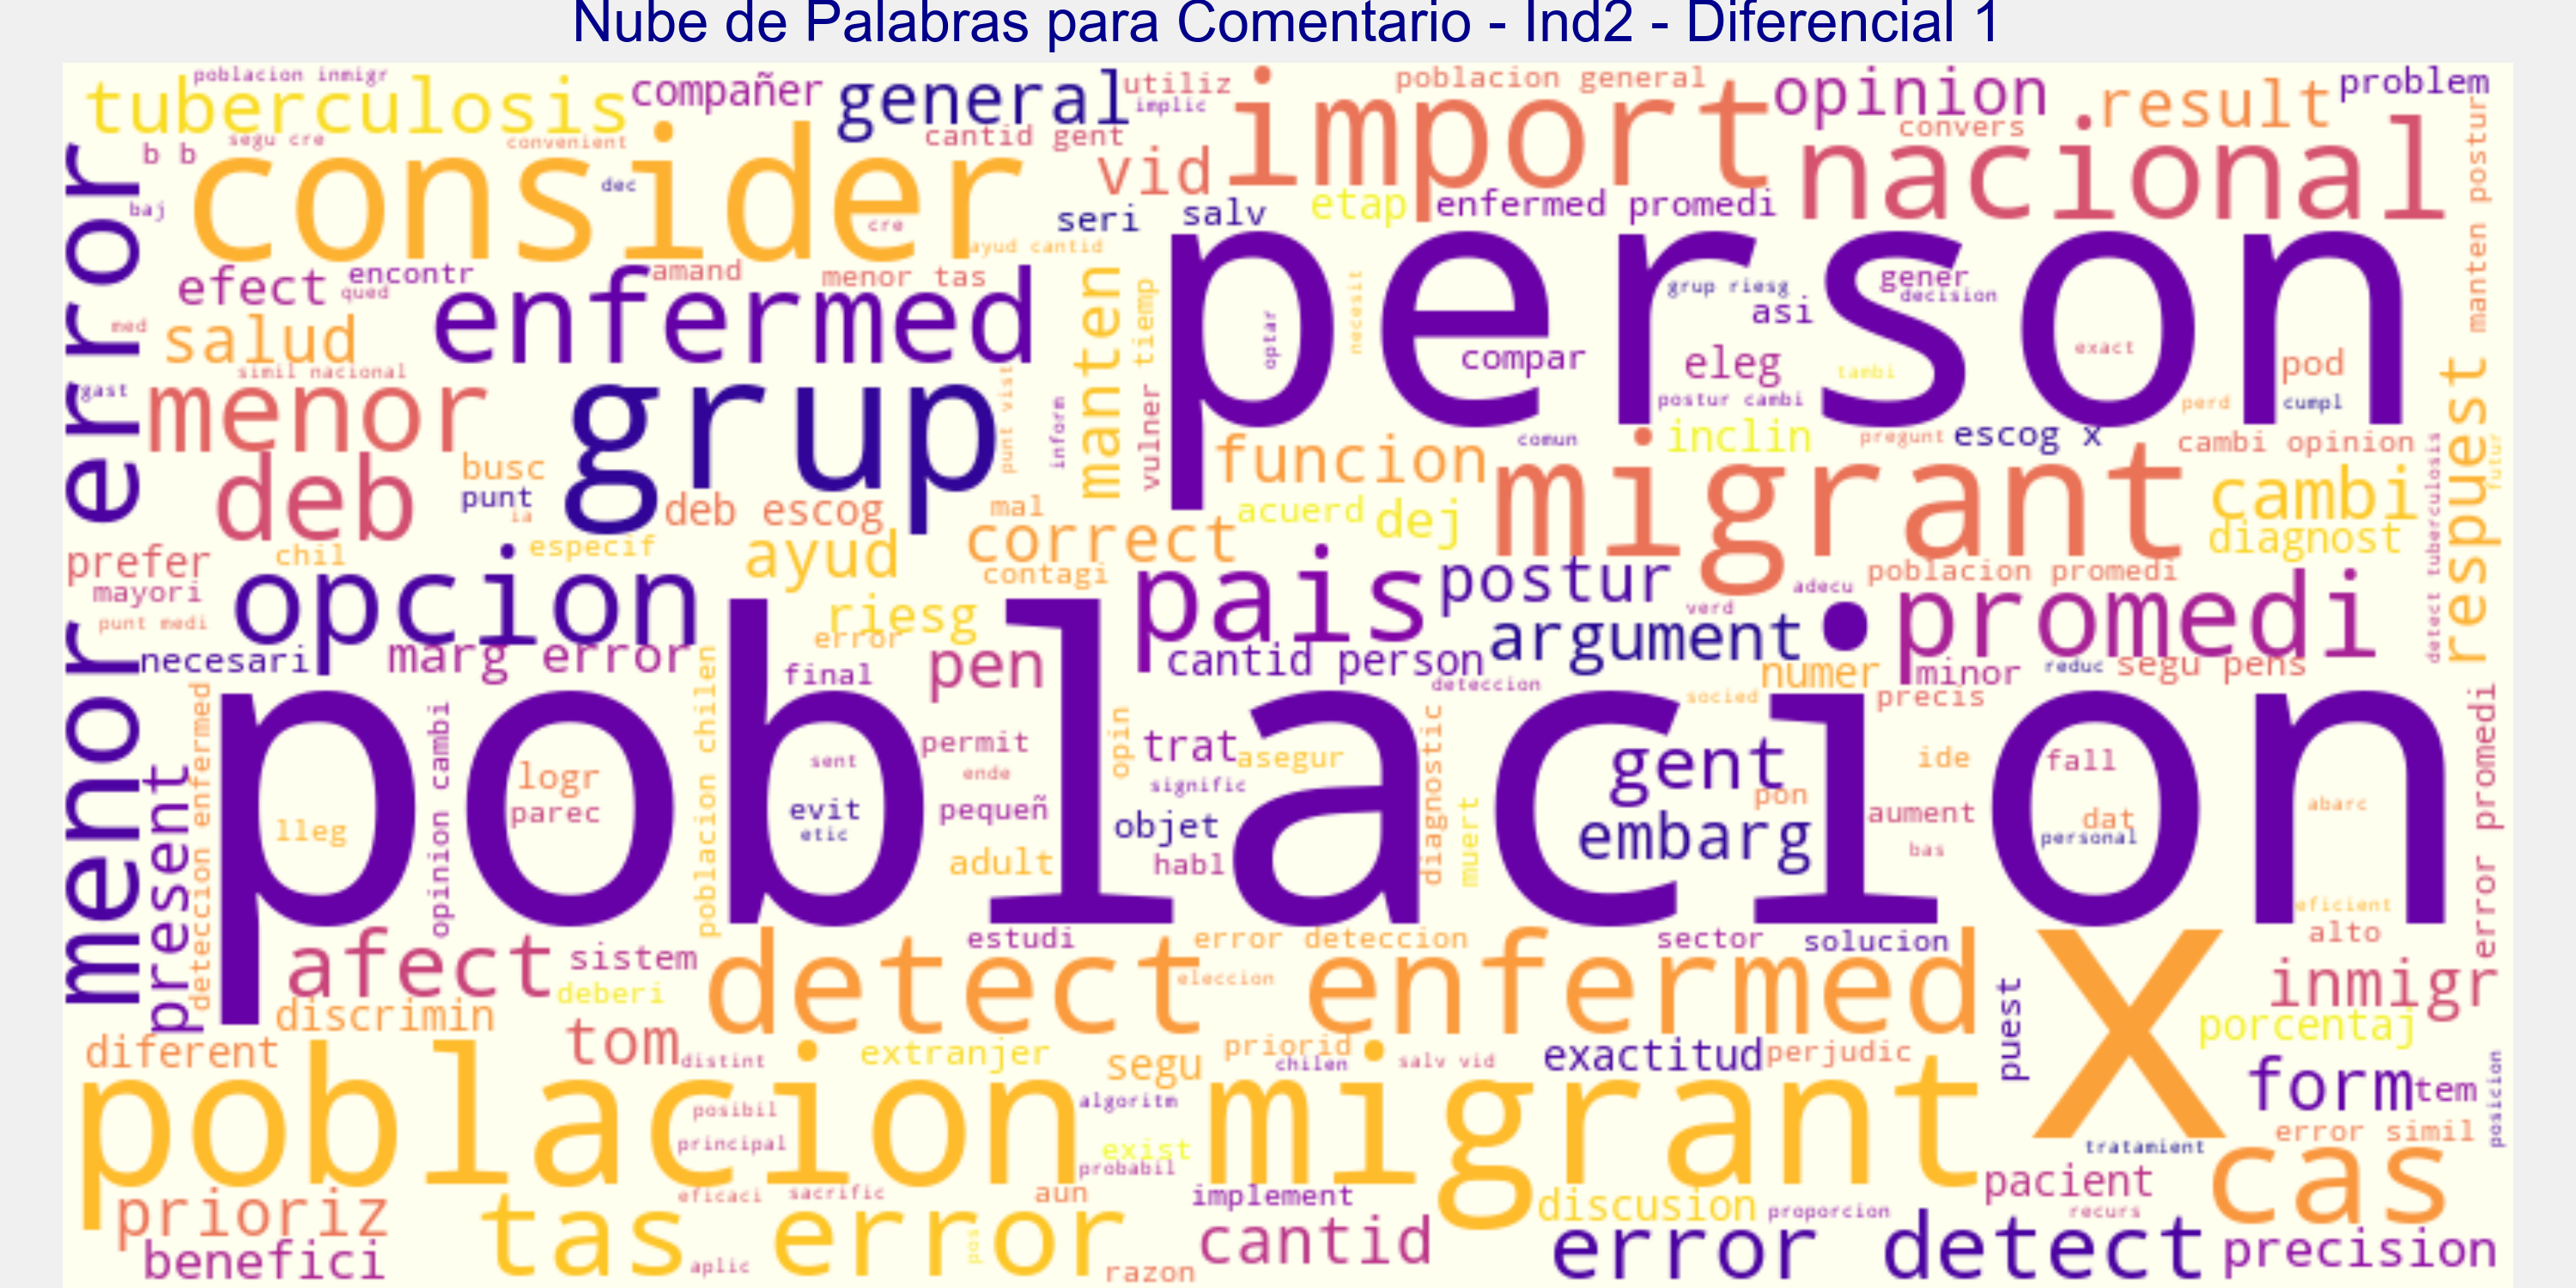 Nube de Palabras para Comentario - Ind2 - Diferencial 1
poblacion inmigr
tuberculosis
compañer
general
utiliz
implic
import
poblacion general
opinion
result
problem
b b
segu cre
convenient
cantid gent
convers
nacional
manten postur
consider
dec
cre
baj
vid
seri
salv
etap
enfermed promedi
ayud cantid
menor error
efect
encontr
qued
amand
menor tas
enfermed
person
grup riesg
gener
decision
asi
optar
necesit
compar
eleg
exact
tambi
pod
med
salud
simil nacional
gast
menor
grup
punt vist
inform
manten
tiemp
vulner
postur cambi
perd
cumpl
respuest
comun
inclin
pregunt
escog x
cambi opinion
funcion
migrant
cambi
detect tuberculosis
futur
deb
busc
punt
ia
deb escog
mal
acuerd
dej
correct
diagnost
prefer
chil
especif
ayud
contagi
pais
postur
adecu
poblacion promedi
mayori
opcion
riesg
verd
promedi
punt medi
error
argument
necesari
marg error
final
pen
cantid person
numer
minor
reduc
segu pens
deteccion
socied
precis
poblacion
present
deteccion enfermed
opinion cambi
poblacion chilen
logr
parec
lleg
sent
evit
etic
permit
ende
pequeñ
adult
opin
trat
asegur
signific
objet
habl
diagnostic
muert
gent
pon
embarg
ide
aument
bas
fall
dat
personal
abarc
error promedi
eficient
afect
sistem
deberi
estudi
error deteccion
eleccion
sector
solucion
alto
detect enfermed
x
inmigr
discrimin
puest
porcentaj
diferent
tom
distint
extranjer
segu
priorid
chilen
salv vid
exactitud
perjudic
form
tem
posicion
poblacion migrant
posibil
principal
algoritm
exist
probabil
error simil
tratamient
cas
pacient
prioriz
eficaci
sacrific
aun
implement
discusion
proporcion
recurs
benefici
tas error
pos
aplic
razon
cantid
error detect
precision